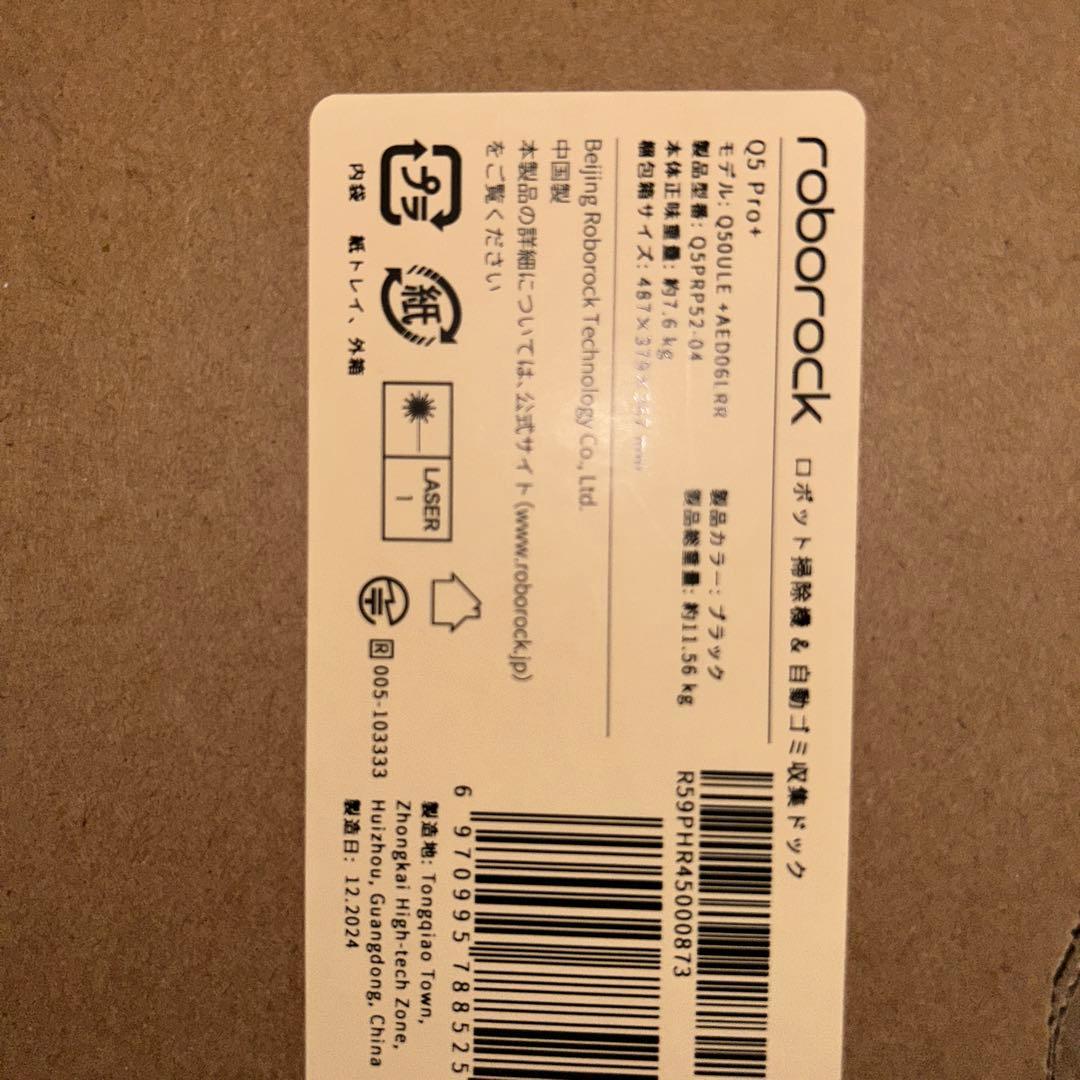 roborock ロボット掃除機 & 自動ゴミ収集ドック
Q5 Pro+
モデル: Q50ULE +AED06LRR
製品カラー: ブラック
製品型番: Q5PRP52-04
製品総重量: 約11.56 kg
本体正味重量: 約7.6 kg
梱包箱サイズ: 487×379×357 mm
R59PHR45000873
Beijing Roborock Technology Co., Ltd.
中国製
本製品の詳細については、公式サイト(www.roborock.jp)
をご覧ください
プラ
紙
LASER
1
内袋
紙トレイ、外箱
R 005-103333
6 970995 788525
製造地: Tongqiao Town,
Zhongkai High-tech Zone,
Huizhou, Guangdong, China
製造日: 12.2024